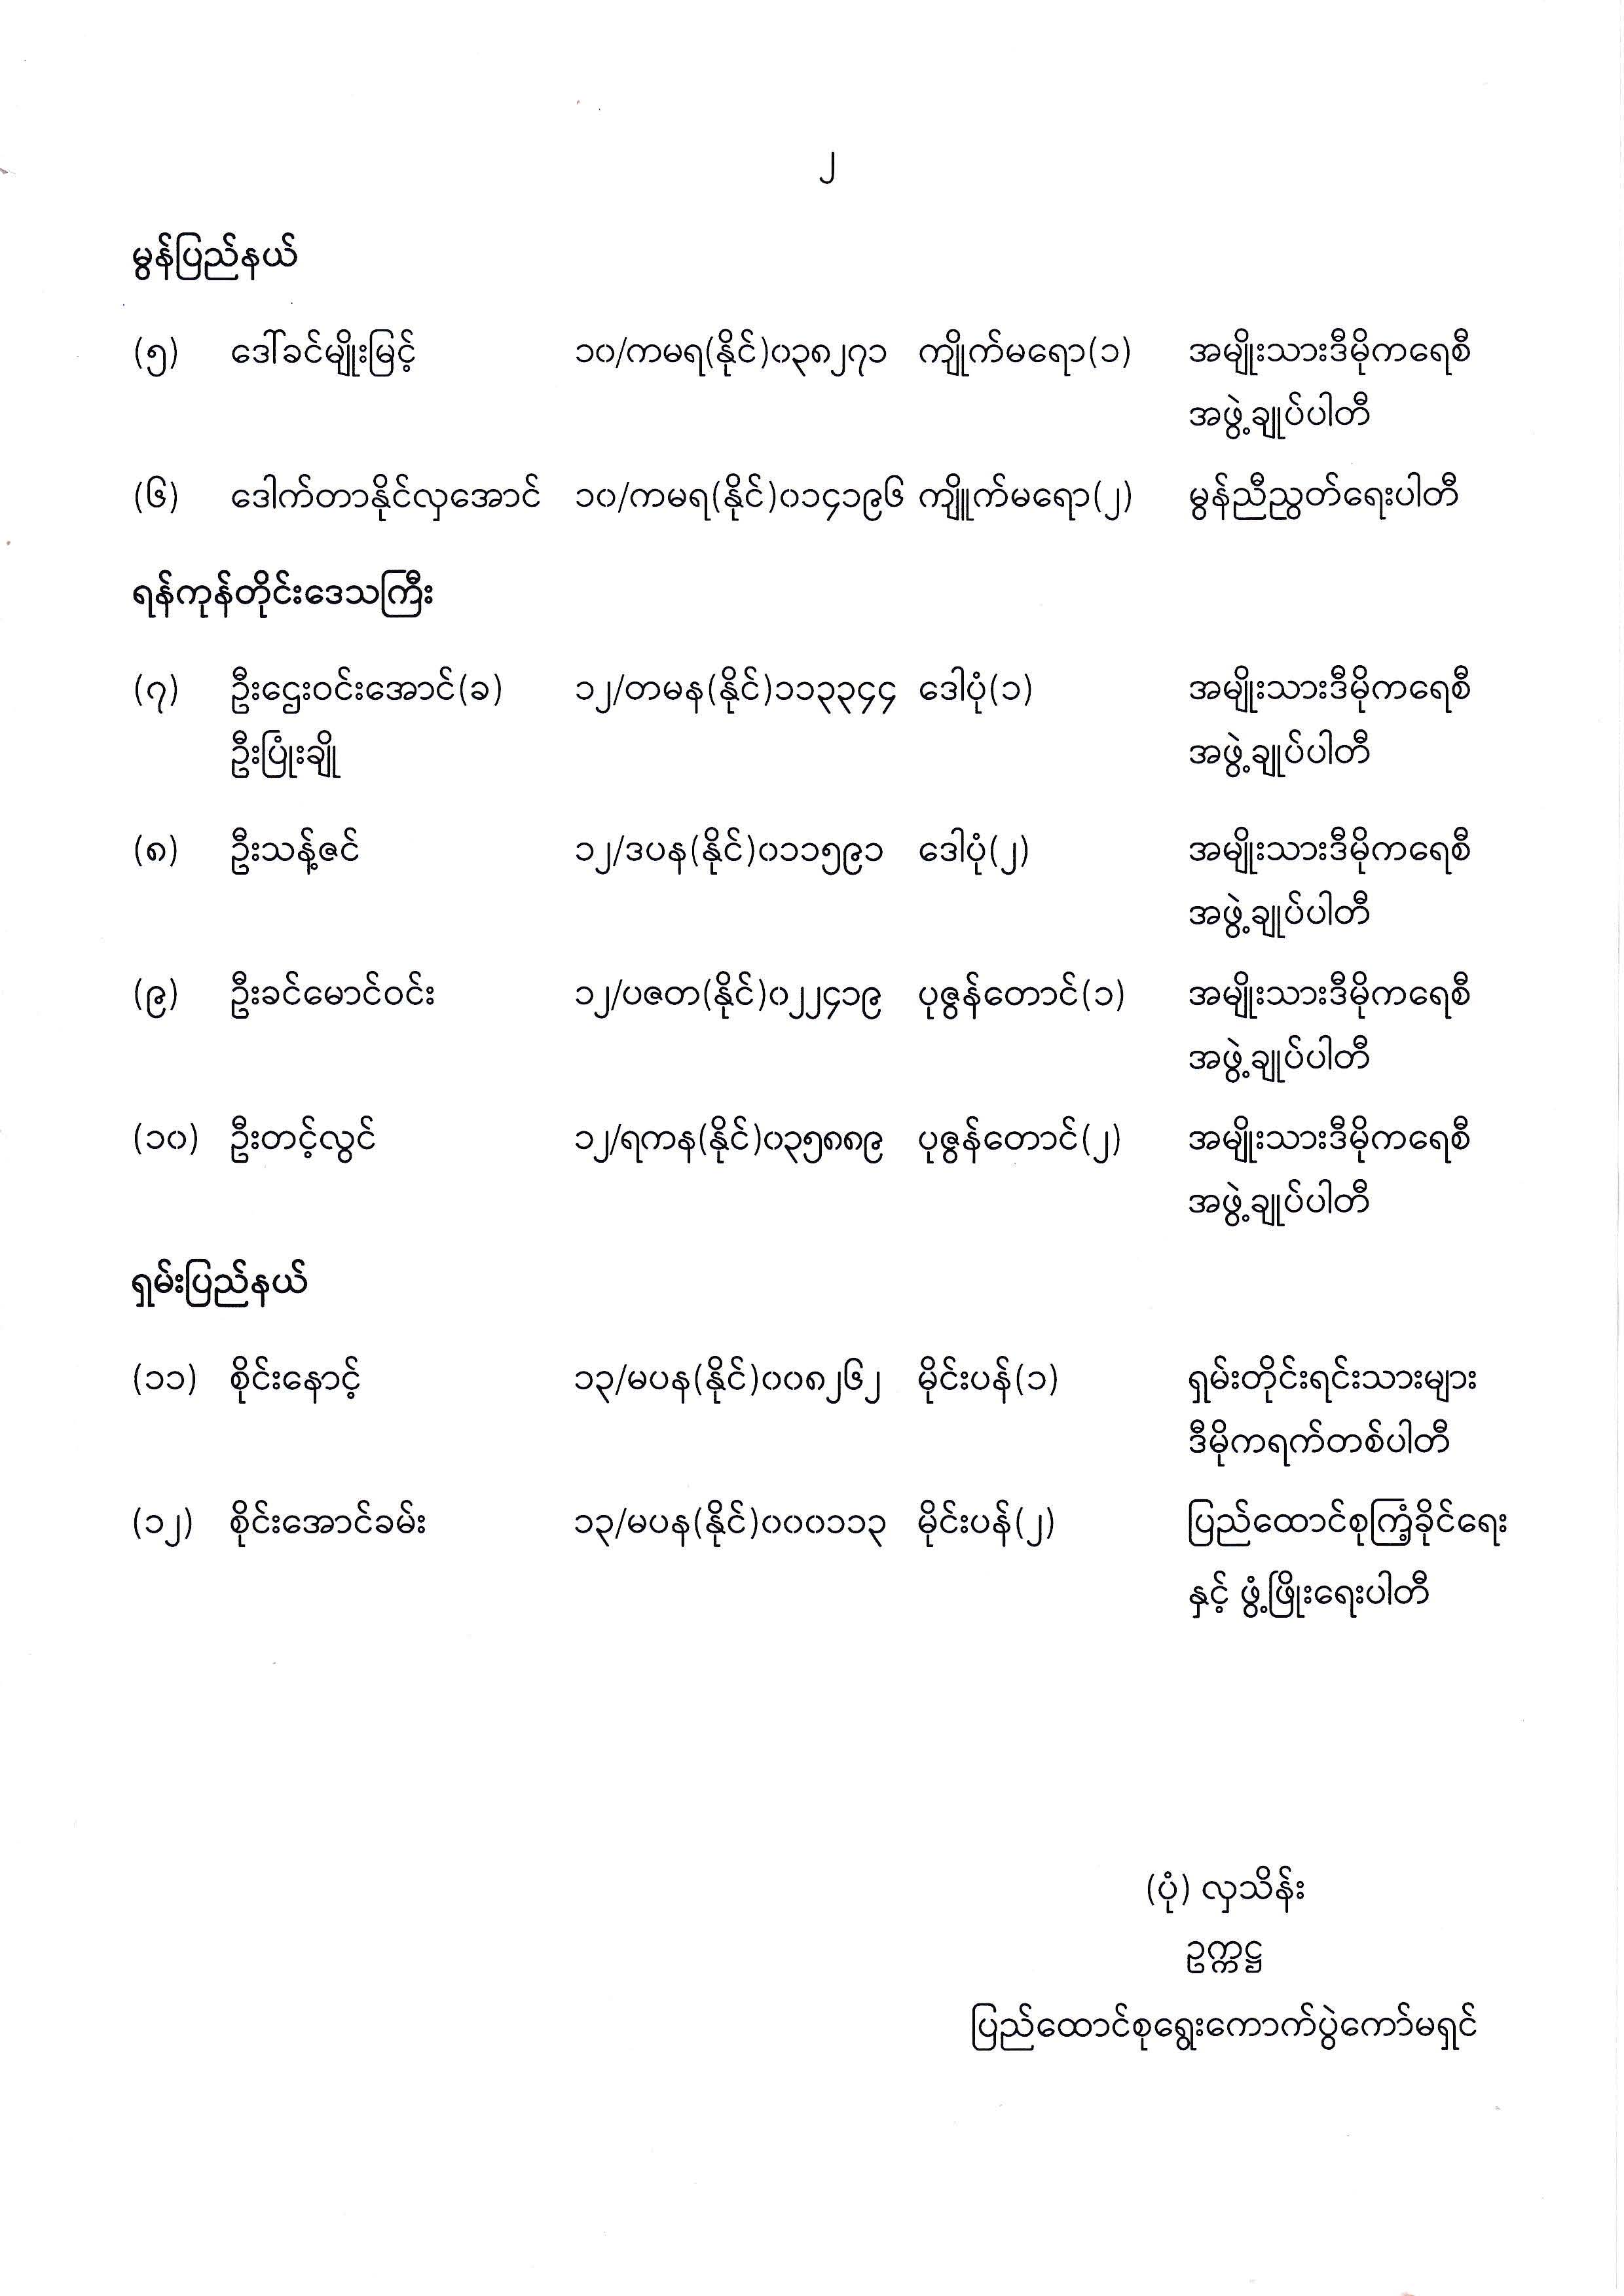 ၂
မွန်ပြည်နယ်
(၅) ဒေါ်ခင်မျိုးမြင့် ၁၀/ကမရ(နိုင်)၀၃၈၂၇၁ ကျိုက်မရော(၁) အမျိုးသားဒီမိုကရေစီ
အဖွဲ့ချုပ်ပါတီ
(၆) ဒေါက်တာနိုင်လှအောင် ၁၀/ကမရ(နိုင်)၀၁၄၁၉၆ ကျိူက်မရော(၂) မွန်ညီညွတ်ရေးပါတီ
ရန်ကုန်တိုင်းဒေသကြီး
(၇) ဦးဌေးဝင်းအောင်(ခ) ၁၂/တမန(နိုင်)၁၁၃၃၄၄ ဒေါပုံ(၁) အမျိုးသားဒီမိုကရေစီ
ဦးပြုံးချို အဖွဲ့ချုပ်ပါတီ
(၈) ဦးသန့်ဇင် ၁၂/ဒပန(နိုင်)၀၁၁၅၉၁ ဒေါပုံ(၂) အမျိုးသားဒီမိုကရေစီ
အဖွဲ့ချုပ်ပါတီ
(၉) ဦးခင်မောင်ဝင်း ၁၂/ပဇတ(နိုင်)၀၂၂၄၁၉ ပုဇွန်တောင်(၁) အမျိုးသားဒီမိုကရေစီ
အဖွဲ့ချုပ်ပါတီ
(၁၀) ဦးတင့်လွင် ၁၂/ရကန(နိုင်)၀၃၅၈၈၉ ပုဇွန်တောင်(၂) အမျိုးသားဒီမိုကရေစီ
အဖွဲ့ချုပ်ပါတီ
ရှမ်းပြည်နယ်
(၁၁) စိုင်းနောင့် ၁၃/မပန(နိုင်)၀၀၈၂၆၂ မိုင်းပန်(၁) ရှမ်းတိုင်းရင်းသားများ
ဒီမိုကရက်တစ်ပါတီ
(၁၂) စိုင်းအောင်ခမ်း ၁၃/မပန(နိုင်)၀၀၀၁၁၃ မိုင်းပန်(၂) ပြည်ထောင်စုကြံ့ခိုင်ရေး
နှင့် ဖွံ့ဖြိုးရေးပါတီ
(ပုံ) လှသိန်း
ဥက္ကဋ္ဌ
ပြည်ထောင်စုရွေးကောက်ပွဲကော်မရှင်